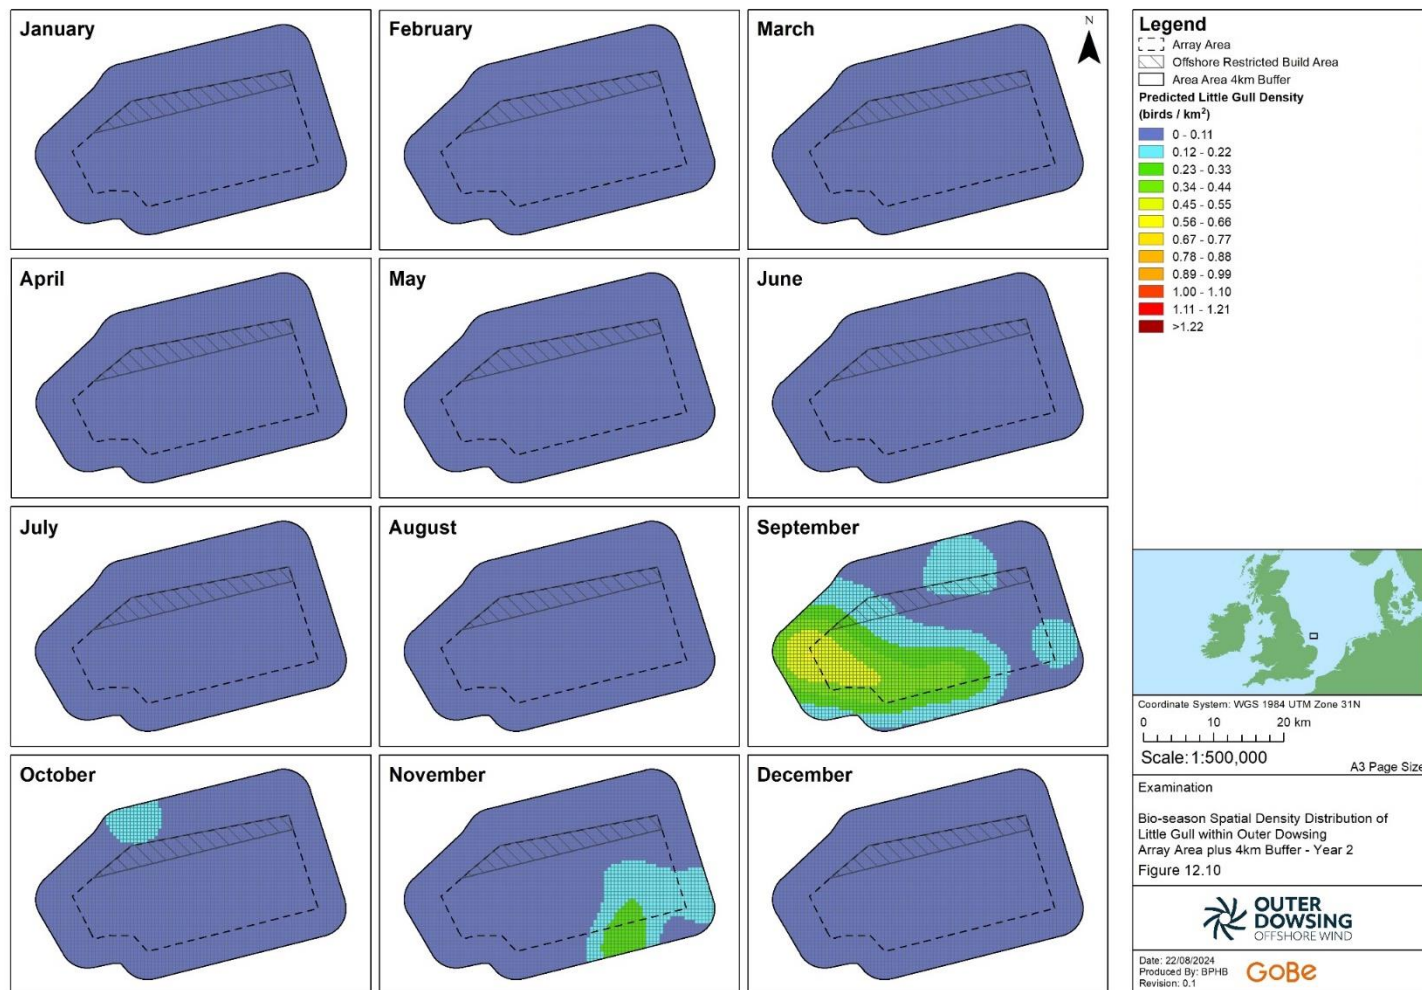 January
February
March
N
April
May
June
July
August
September
October
November
December
Legend
Array Area
Offshore Restricted Build Area
Area Area 4km Buffer
Predicted Little Gull Density
(birds / km²)
0 - 0.11
0.12 - 0.22
0.23 - 0.33
0.34 - 0.44
0.45 - 0.55
0.56 - 0.66
0.67 - 0.77
0.78 - 0.88
0.89 - 0.99
1.00 - 1.10
1.11 - 1.21
>1.22
Coordinate System: WGS 1984 UTM Zone 31N
0 10 20 km
Scale: 1:500,000
A3 Page Size
Examination
Bio-season Spatial Density Distribution of
Little Gull within Outer Dowsing
Array Area plus 4km Buffer - Year 2
Figure 12.10
OUTER
DOWSING
OFFSHORE WIND
Date: 22/08/2024
Produced By: BPHB
Revision: 0.1
GoBe